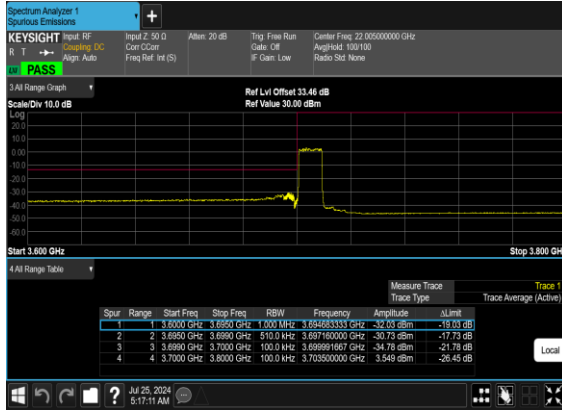 Spectrum Analyzer 1
Spurious Emissions
KEYSIGHT Input: RF Input Z: 50 Ω Atten: 20 dB Trig: Free Run Center Freq: 22.005000000 GHz
R T Coupling: DC Corr CCorr Gate: Off Avg|Hold: 100/100
Align: Auto Freq Ref: Int (S) IF Gain: Low Radio Std: None
PASS
3 All Range Graph
Ref Lvl Offset 33.46 dB
Scale/Div 10.0 dB Ref Value 30.00 dBm
Log
20.0
10.0
0.00
-10.0
-20.0
-30.0
-40.0
-50.0
-60.0
Start 3.600 GHz Stop 3.800 GH
4 All Range Table
Measure Trace Trace 1
Trace Type Trace Average (Active)
Spur Range Start Freq Stop Freq RBW Frequency Amplitude ΔLimit
1 1 3.6000 GHz 3.6950 GHz 1.000 MHz 3.694683333 GHz -32.03 dBm -19.03 dB
2 2 3.6950 GHz 3.6990 GHz 510.0 kHz 3.697160000 GHz -30.73 dBm -17.73 dB
3 3 3.6990 GHz 3.7000 GHz 100.0 kHz 3.699991667 GHz -34.78 dBm -21.78 dB
4 4 3.7000 GHz 3.8000 GHz 100.0 kHz 3.703500000 GHz 3.549 dBm -26.45 dB
Local
Jul 25, 2024
5:17:11 AM